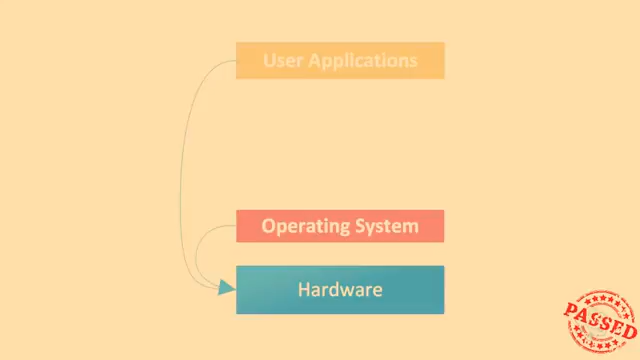 User Applications
Operating System
Hardware
PASSED